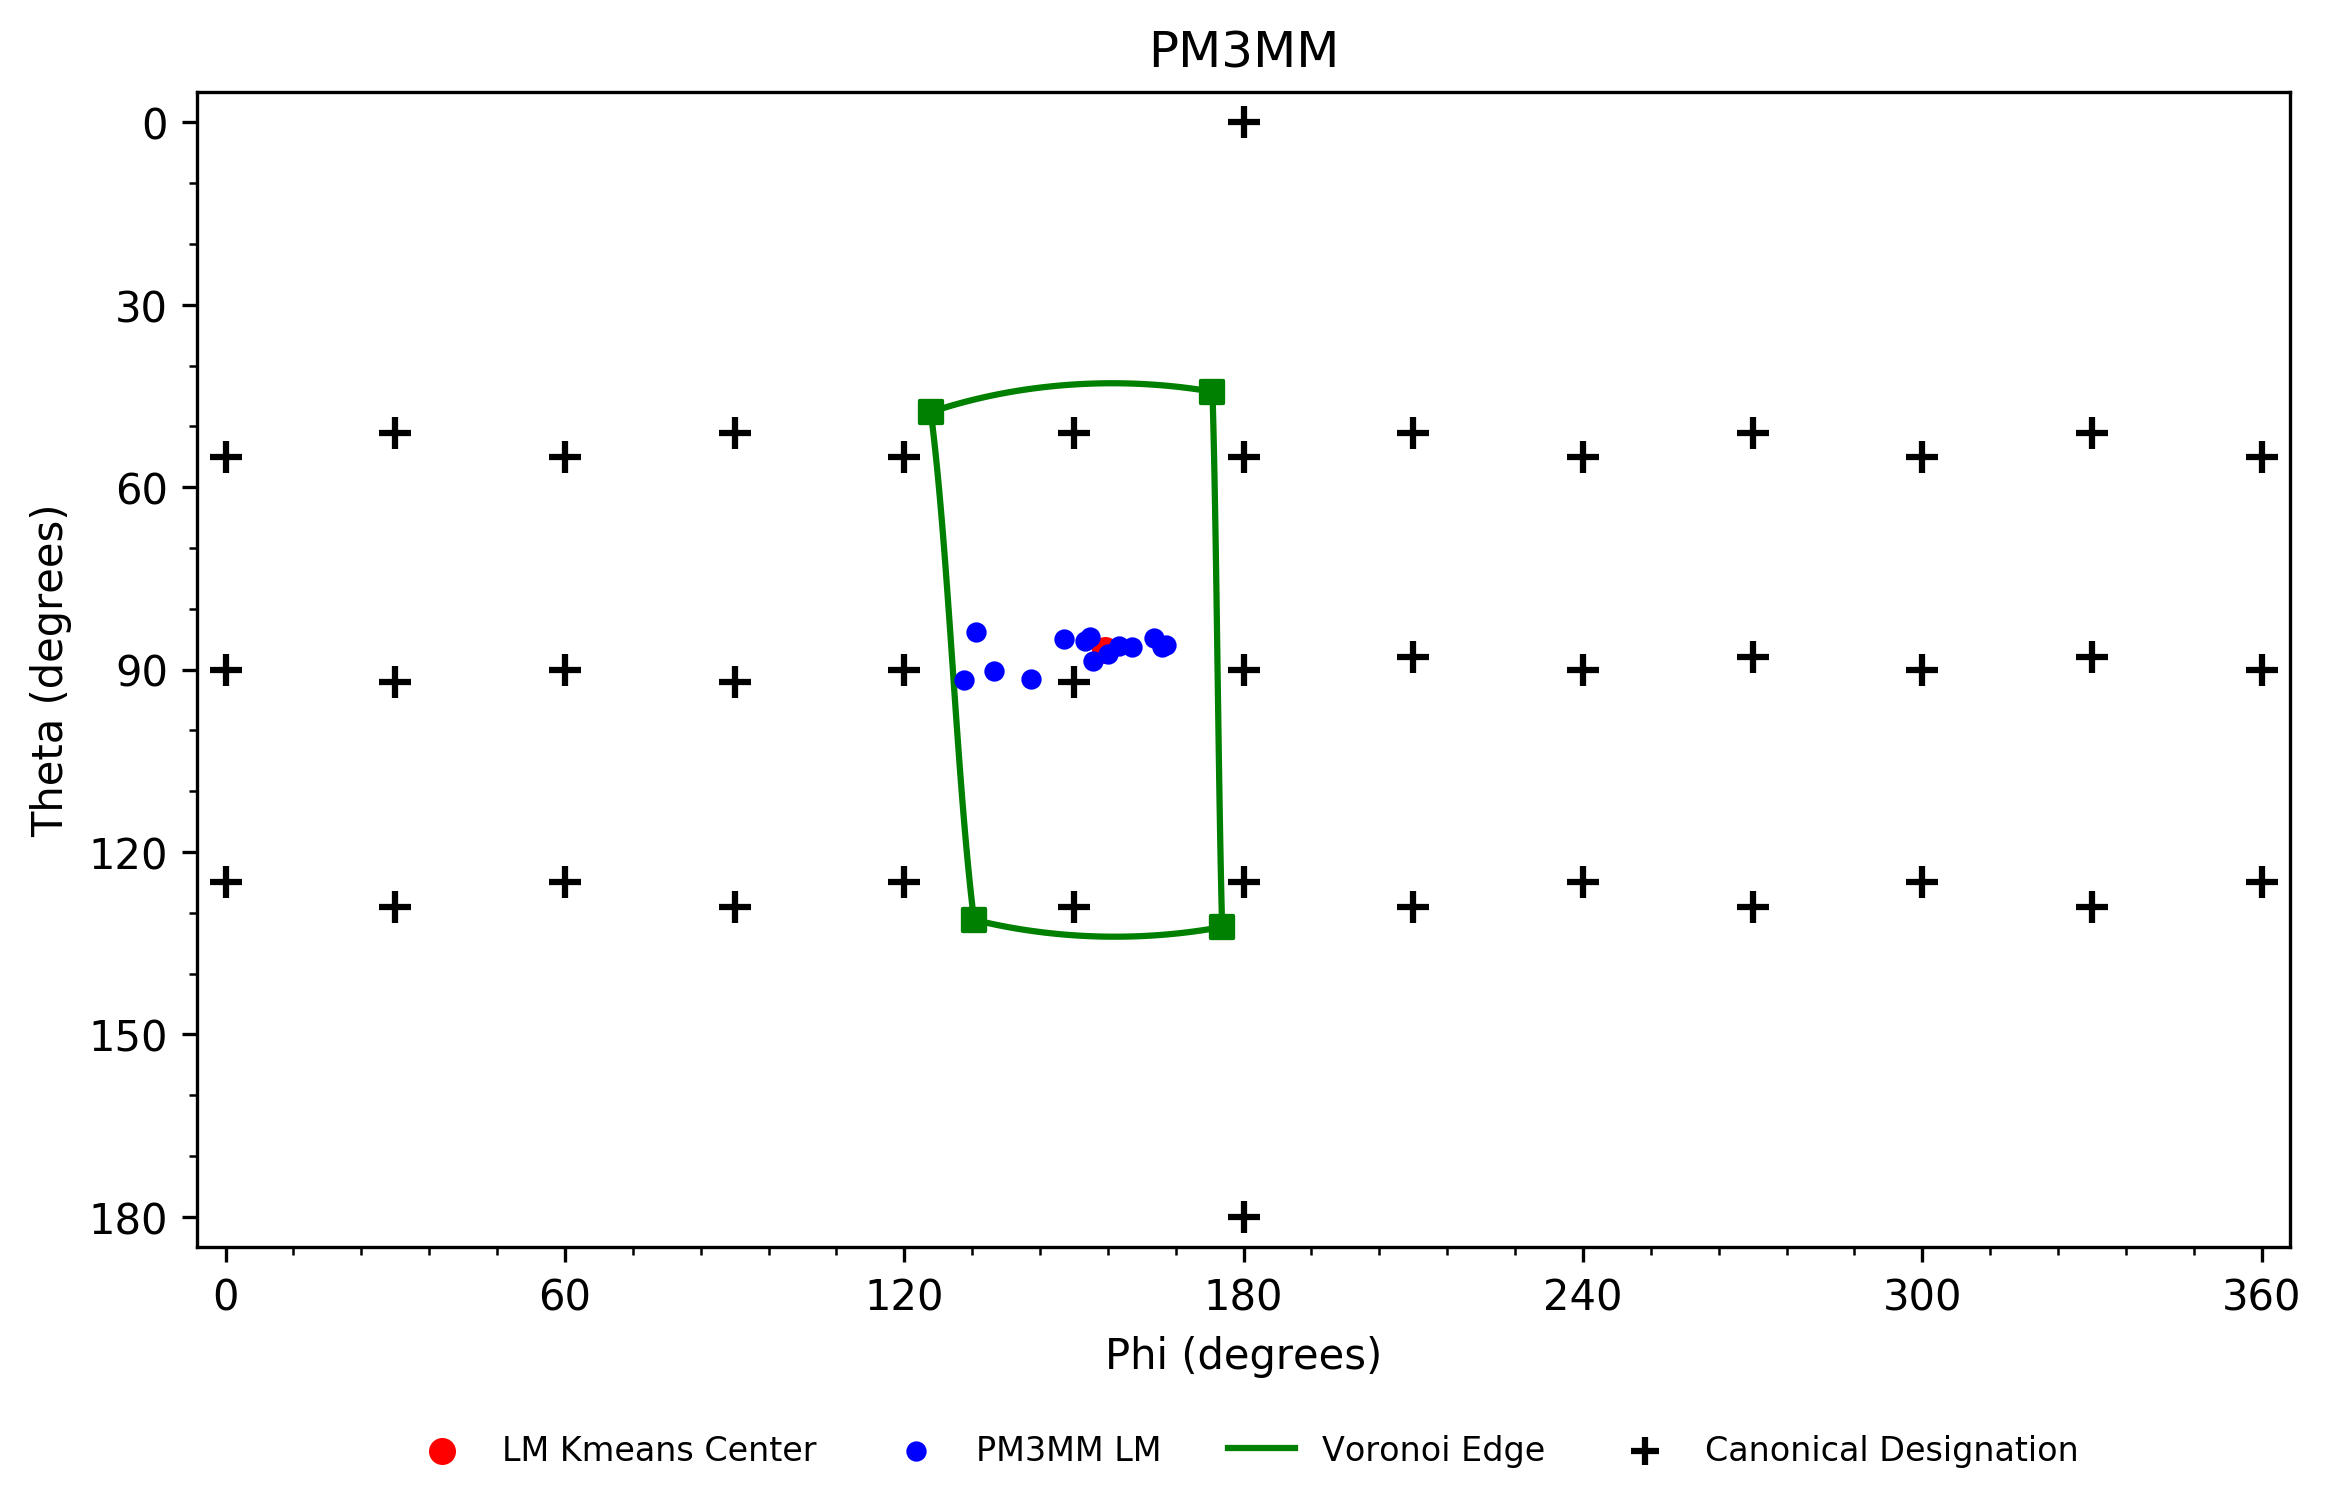 PM3MM
0
30
60
90
120
150
180
Theta (degrees)
0 60 120 180 240 300 360
Phi (degrees)
LM Kmeans Center PM3MM LM Voronoi Edge Canonical Designation